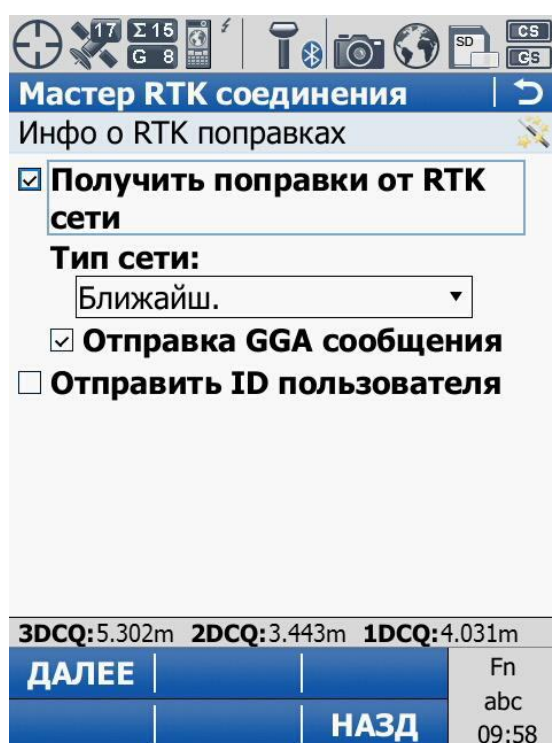 17 Σ 15
G 8
SD
CS
GS
Мастер RTK соединения
Инфо о RTK поправках
Получить поправки от RTK
сети
Тип сети:
Ближайш.
Отправка GGA сообщения
Отправить ID пользователя
3DCQ:5.302m 2DCQ:3.443m 1DCQ:4.031m
ДАЛЕЕ
Fn
abc
НАЗД
09:58